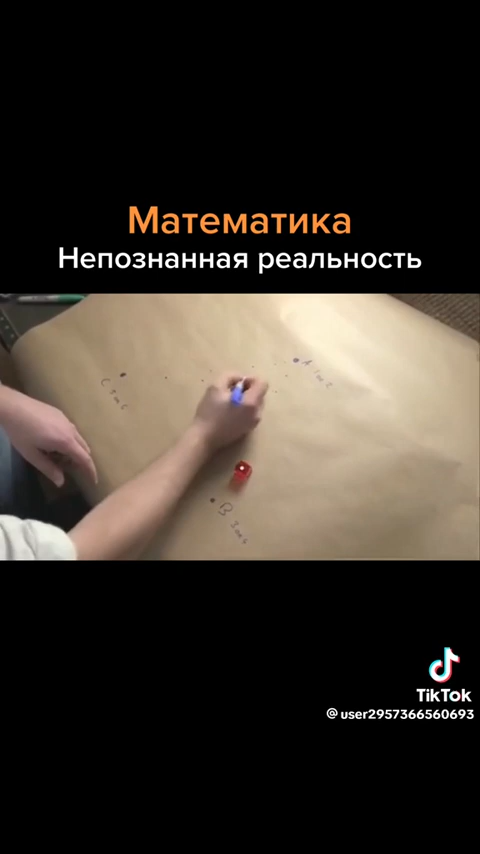 Математика
Непознанная реальность
A
B
C
TikTok
@user2957366560693